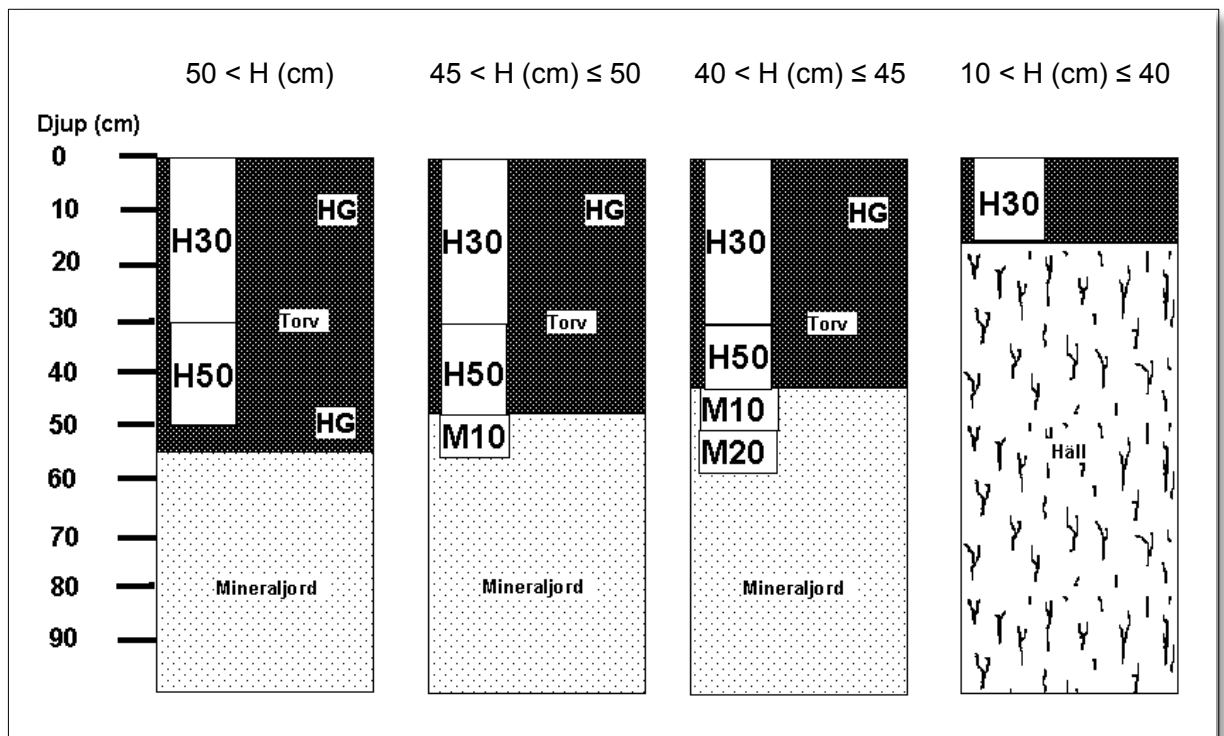 50 < H (cm)
45 < H (cm) ≤ 50
40 < H (cm) ≤ 45
10 < H (cm) ≤ 40
Djup (cm)
0
10
20
30
40
50
60
70
80
90
H30
H50
HG
Torv
HG
Mineraljord
H30
H50
M10
HG
Torv
Mineraljord
H30
H50
M10
M20
HG
Torv
Mineraljord
H30
Häll